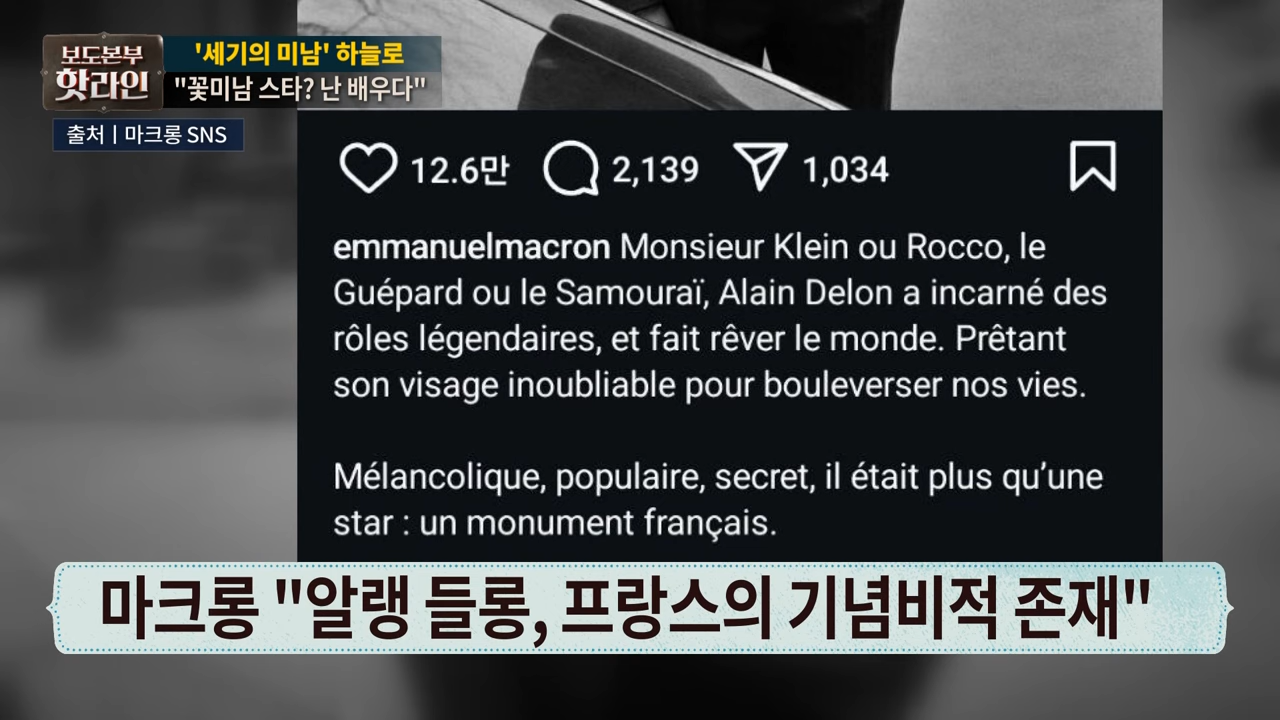 보도본부
핫라인
'세기의 미남' 하늘로
"꽃미남 스타? 난 배우다"
출처 | 마크롱 SNS
12.6만 2,139 1,034
emmanuelmacron Monsieur Klein ou Rocco, le
Guépard ou le Samouraï, Alain Delon a incarné des
rôles légendaires, et fait rêver le monde. Prêtant
son visage inoubliable pour bouleverser nos vies.
Mélancolique, populaire, secret, il était plus qu’une
star : un monument français.
마크롱 "알랭 들롱, 프랑스의 기념비적 존재"